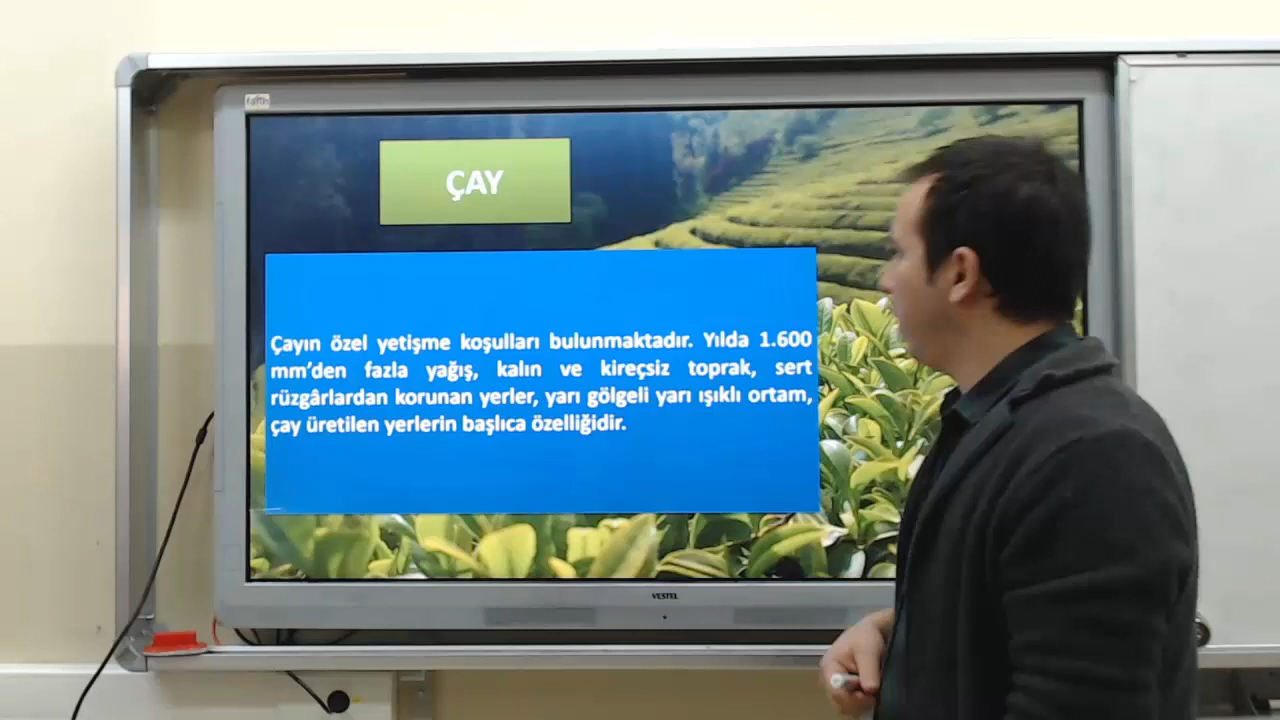 fatih
ÇAY
Çayın özel yetişme koşulları bulunmaktadır. Yılda 1.600
mm’den fazla yağış, kalın ve kireçsiz toprak, sert
rüzgârlardan korunan yerler, yarı gölgeli yarı ışıklı ortam,
çay üretilen yerlerin başlıca özelliğidir.
VESTEL